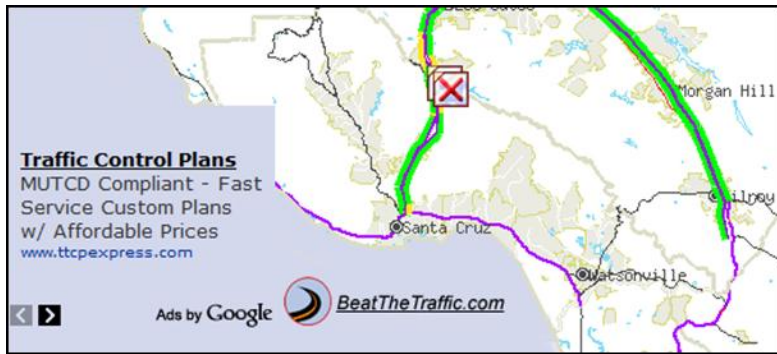 Morgan Hill
Traffic Control Plans
MUTCD Compliant - Fast
Service Custom Plans
w/ Affordable Prices
www.ttcpexpress.com
Gilroy
Santa Cruz
Watsonville
Ads by Google
BeatTheTraffic.com